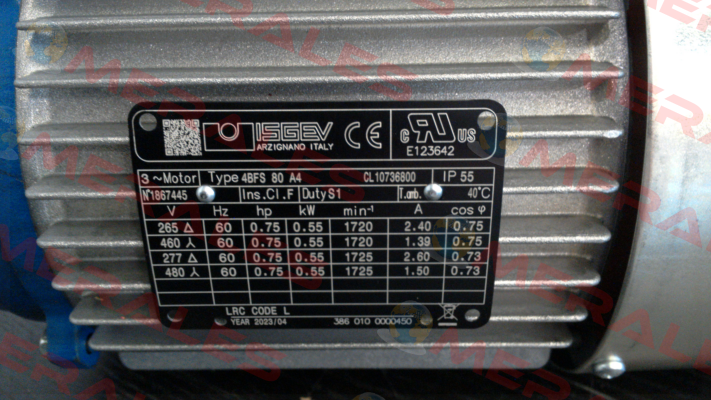 ISGEV
ARZIGNANO ITALY
CE
c RU US
E123642
3~Motor Type 4BFS 80 A4 CL10736800 IP 55
N°1867445 Ins.Cl.F Duty S1 T.amb. 40°C
V Hz hp kW min-1 A cos φ
265 Δ 60 0.75 0.55 1720 2.40 0.75
460 ⅄ 60 0.75 0.55 1720 1.39 0.75
277 Δ 60 0.75 0.55 1725 2.60 0.73
480 ⅄ 60 0.75 0.55 1725 1.50 0.73
LRC CODE L
YEAR 2023/04 386 010 0000450
MERALES